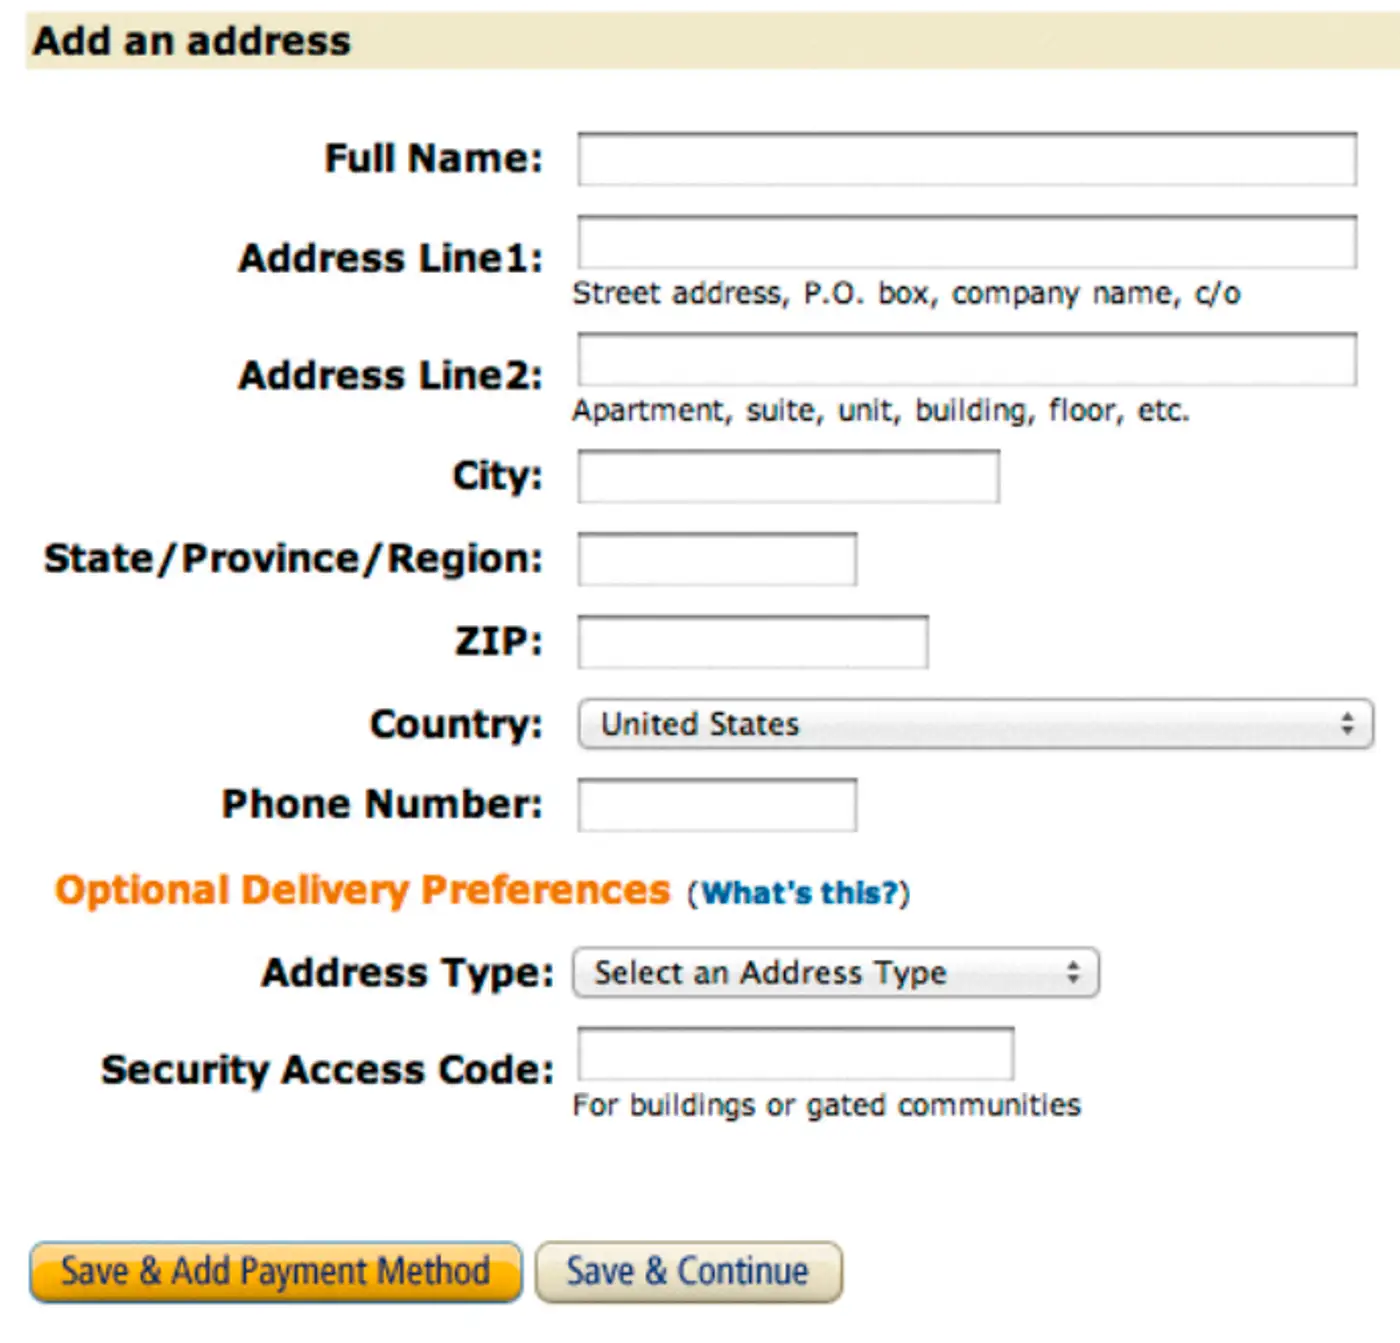 Add an address
Full Name:
Address Line1:
Street address, P.O. box, company name, c/o
Address Line2:
Apartment, suite, unit, building, floor, etc.
City:
State/Province/Region:
ZIP:
Country: United States
Phone Number:
Optional Delivery Preferences (What's this?)
Address Type: Select an Address Type
Security Access Code:
For buildings or gated communities
Save & Add Payment Method Save & Continue